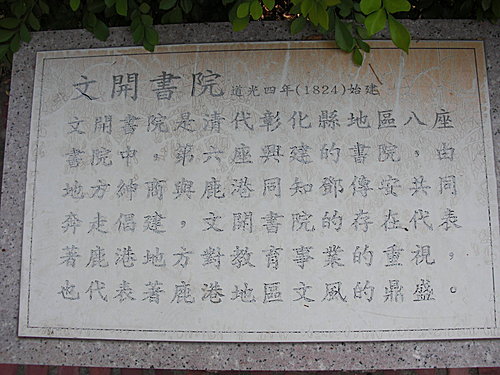 文開書院 道光四年(1824)始建
文開書院是清代彰化縣地區八座
書院中，第六座興建的書院，由
地方紳商與鹿港同知鄧傳安共同
奔走倡建，文開書院的存在代表
著鹿港地方對教育事業的重視，
也代表著鹿港地區文風的鼎盛。